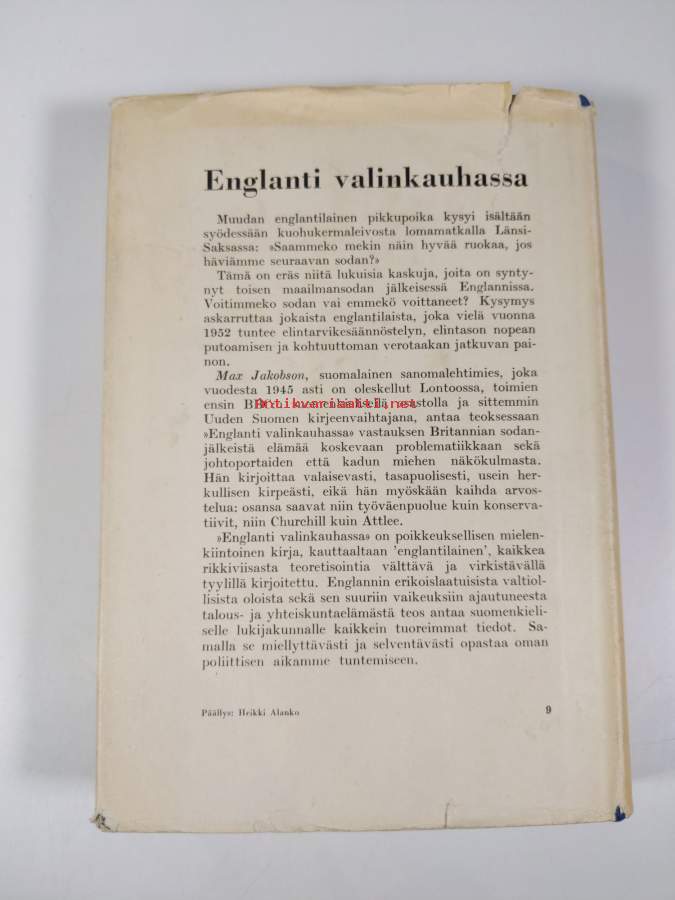 Englanti valinkauhassa
Muudan englantilainen pikkupoika kysyi isältään
syödessään kuohukermaleivosta lomamatkalla Länsi-
Saksassa: »Saammeko mekin näin hyvää ruokaa, jos
häviämme seuraavan sodan?»
Tämä on eräs niitä lukuisia kaskuja, joita on synty-
nyt toisen maailmansodan jälkeisessä Englannissa.
Voitimmeko sodan vai emmekö voittaneet? Kysymys
askarruttaa jokaista englantilaista, joka vielä vuonna
1952 tuntee elintarvikesäännöstelyn, elintason nopean
putoamisen ja kohtuuttoman verotaakan jatkuvan pai-
non.
Max Jakobson, suomalainen sanomalehtimies, joka
vuodesta 1945 asti on oleskellut Lontoossa, toimien
ensin BBC:n suomenkielisellä osastolla ja sittemmin
Antikvariaatti.net
Uuden Suomen kirjeenvaihtajana, antaa teoksessaan
»Englanti valinkauhassa» vastauksen Britannian sodan-
jälkeistä elämää koskevaan problematiikkaan sekä
johtoportaiden että kadun miehen näkökulmasta.
Hän kirjoittaa valaisevasti, tasapuolisesti, usein her-
kullisen kirpeästi, eikä hän myöskään kaihda arvos-
telua: osansa saavat niin työväenpuolue kuin konserva-
tiivit, niin Churchill kuin Attlee.
»Englanti valinkauhassa» on poikkeuksellisen mielen-
kiintoinen kirja, kauttaaltaan 'englantilainen', kaikkea
rikkiviisasta teoretisointia välttävä ja virkistävällä
tyylillä kirjoitettu. Englannin erikoislaatuisista valtiol-
lisista oloista sekä sen suuriin vaikeuksiin ajautuneesta
talous- ja yhteiskuntaelämästä teos antaa suomenkieli-
selle lukijakunnalle kaikkein tuoreimmat tiedot. Sa-
malla se miellyttävästi ja selventävästi opastaa oman
poliittisen aikamme tuntemiseen.
Päällys: Heikki Alanko
9